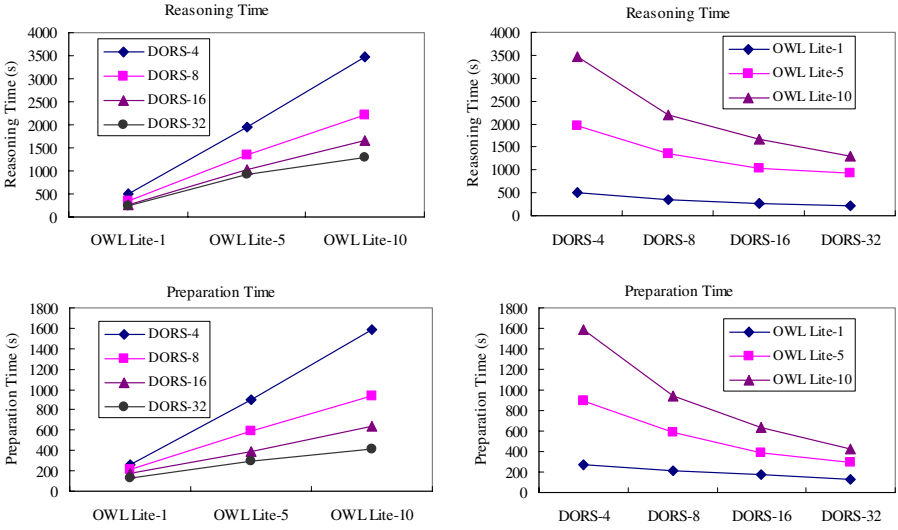 Reasoning Time
Reasoning Time (s)
4000
3500
3000
2500
2000
1500
1000
500
0
DORS-4
DORS-8
DORS-16
DORS-32
OWL Lite-1
OWL Lite-5
OWL Lite-10
Reasoning Time
Reasoning Time (s)
4000
3500
3000
2500
2000
1500
1000
500
0
OWL Lite-1
OWL Lite-5
OWL Lite-10
DORS-4
DORS-8
DORS-16
DORS-32
Preparation Time
Preparation Time (s)
1800
1600
1400
1200
1000
800
600
400
200
0
DORS-4
DORS-8
DORS-16
DORS-32
OWL Lite-1
OWL Lite-5
OWL Lite-10
Preparation Time
Preparation Time (s)
1800
1600
1400
1200
1000
800
600
400
200
0
OWL Lite-1
OWL Lite-5
OWL Lite-10
DORS-4
DORS-8
DORS-16
DORS-32